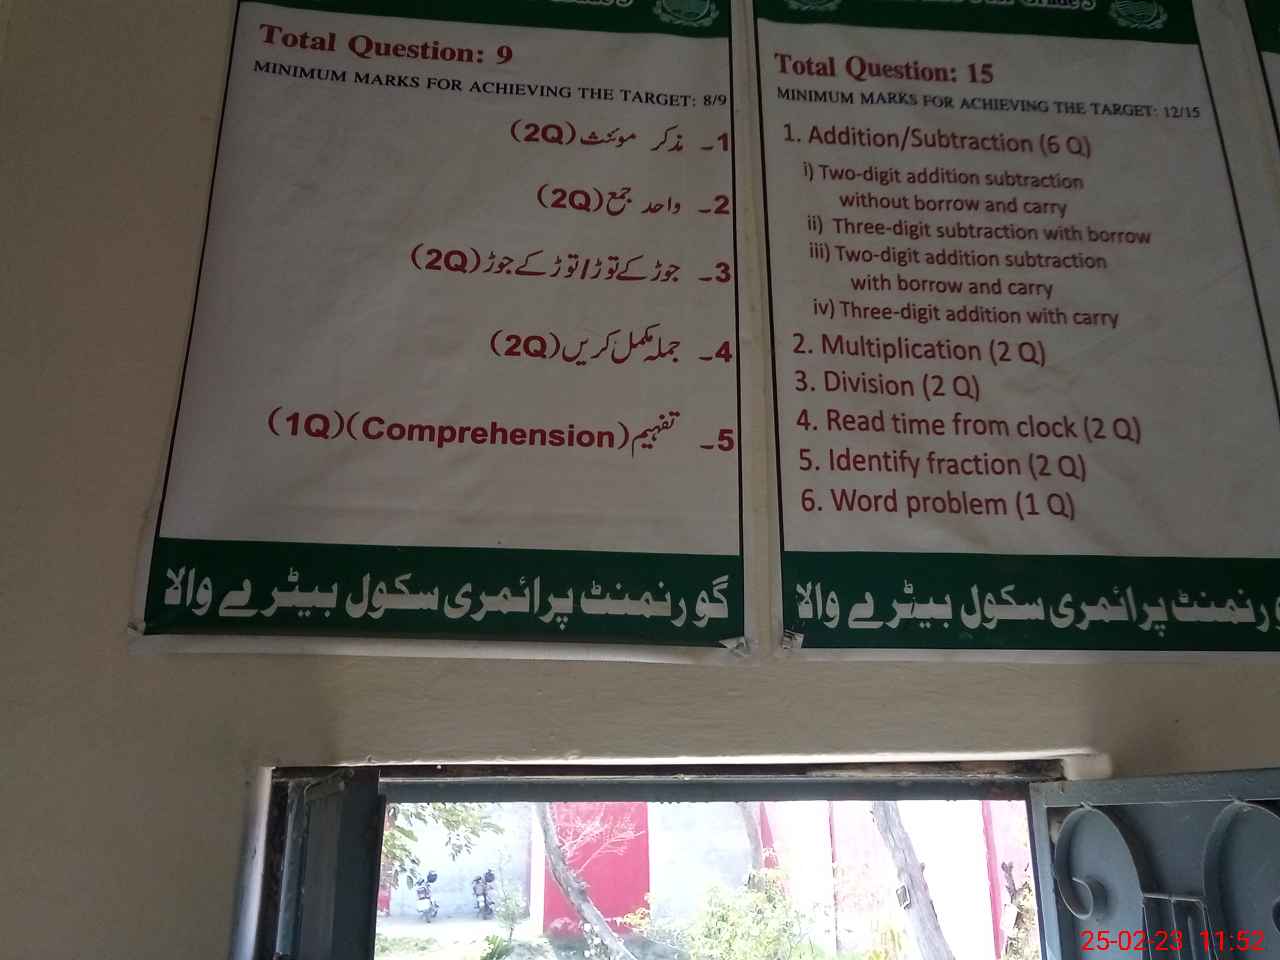 Total Question: 9
MINIMUM MARKS FOR ACHIEVING THE TARGET: 8/9
1۔ مذکر موئنث (2Q)
2۔ واحد جمع (2Q)
3۔ جوڑ کے توڑ/توڑ کے جوڑ (2Q)
4۔ جملہ مکمل کریں (2Q)
5۔ تفہیم (Comprehension) (1Q)
گورنمنٹ پرائمری سکول بیٹر ے والا
Total Question: 15
MINIMUM MARKS FOR ACHIEVING THE TARGET: 12/15
1. Addition/Subtraction (6 Q)
i) Two-digit addition subtraction
without borrow and carry
ii) Three-digit subtraction with borrow
iii) Two-digit addition subtraction
with borrow and carry
iv) Three-digit addition with carry
2. Multiplication (2 Q)
3. Division (2 Q)
4. Read time from clock (2 Q)
5. Identify fraction (2 Q)
6. Word problem (1 Q)
ورنمنٹ پرائمری سکول بیٹر ے والا
25-02-23 11:52